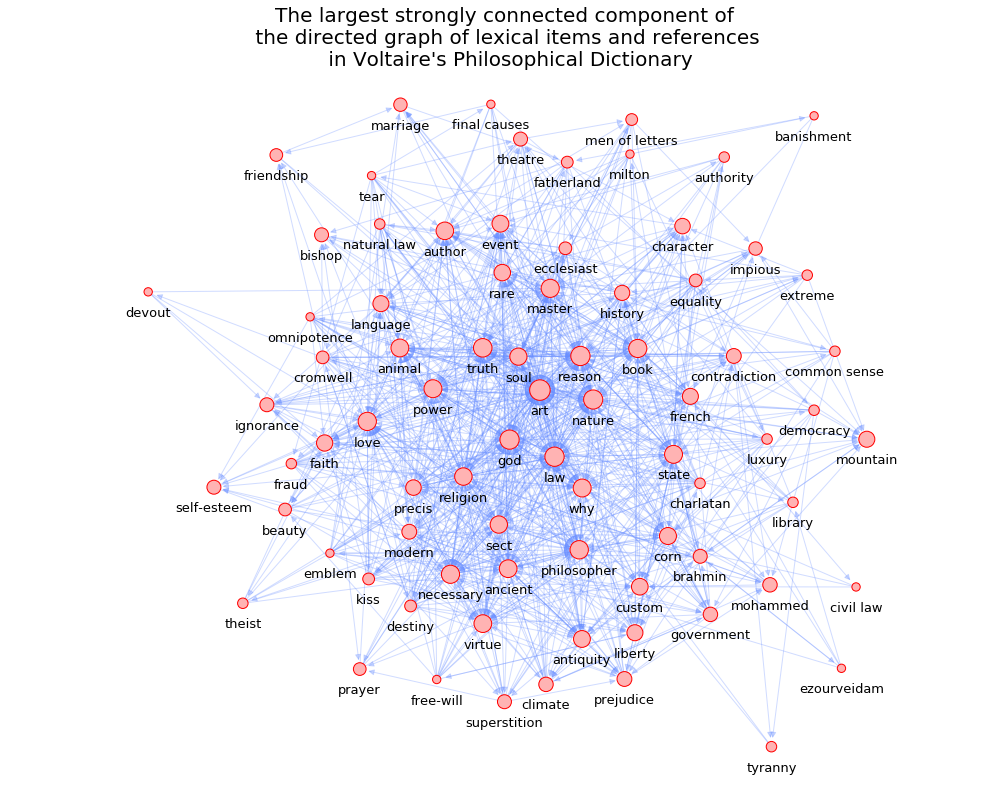 The largest strongly connected component of
the directed graph of lexical items and references
in Voltaire's Philosophical Dictionary
marriage
final causes
men of letters
banishment
theatre
milton
friendship
fatherland
authority
tear
natural law
author
event
character
bishop
ecclesiast
impious
rare
equality
extreme
master
history
devout
language
omnipotence
animal
truth
soul
reason
book
contradiction
common sense
cromwell
power
art
nature
french
ignorance
love
democracy
faith
god
law
state
luxury
mountain
fraud
religion
why
charlatan
self-esteem
precis
library
beauty
modern
sect
philosopher
corn
emblem
brahmin
kiss
necessary
ancient
custom
mohammed
civil law
theist
destiny
virtue
antiquity
liberty
government
prayer
free-will
climate
prejudice
ezourveidam
superstition
tyranny